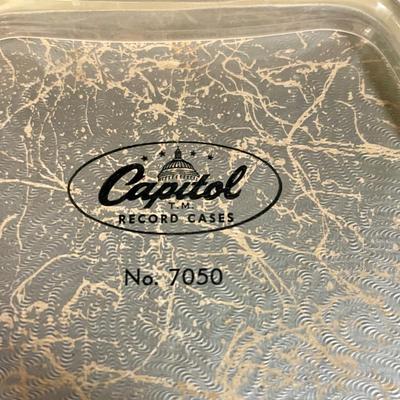 Capitol
T.M.
RECORD CASES
No. 7050